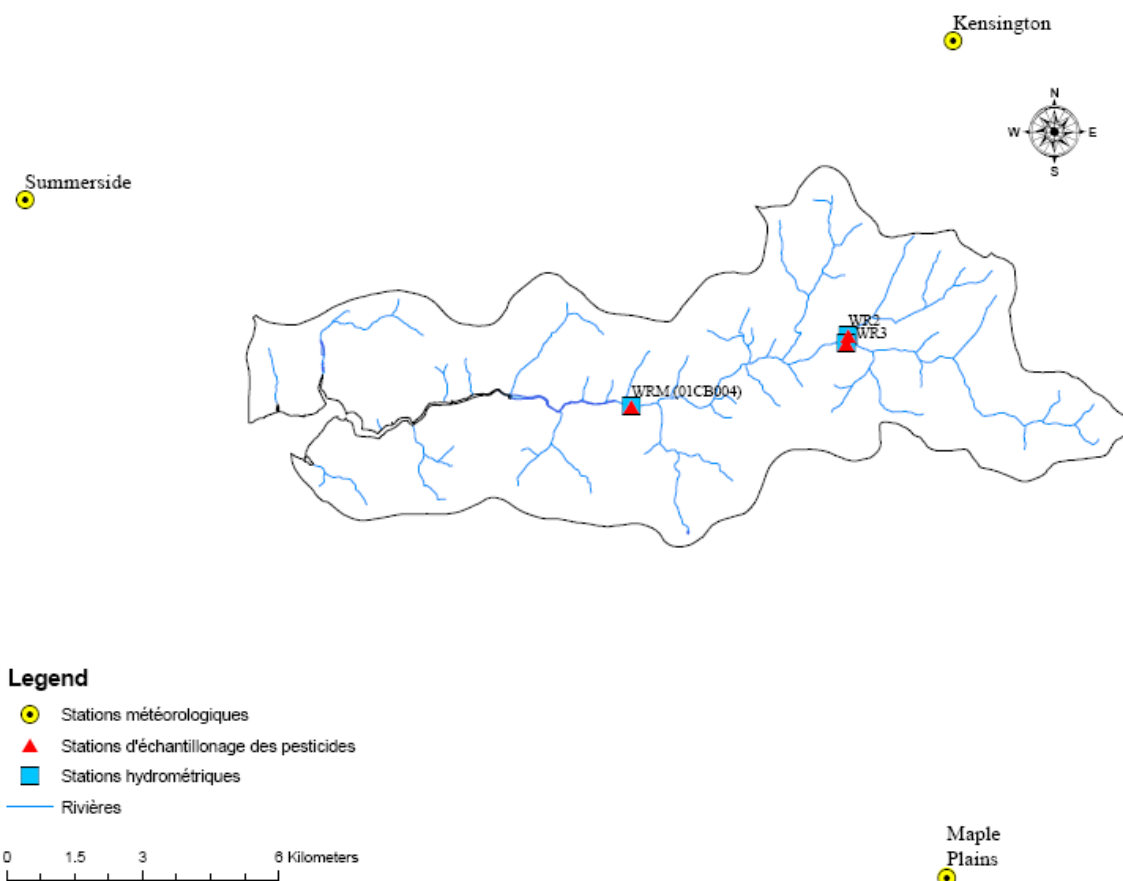 Kensington
N
W
E
S
Summerside
WR2
WR3
WRM (01CB004)
Legend
Stations météorologiques
Stations d'échantillonage des pesticides
Stations hydrométriques
Rivières
0 1.5 3 6 Kilometers
Maple
Plains